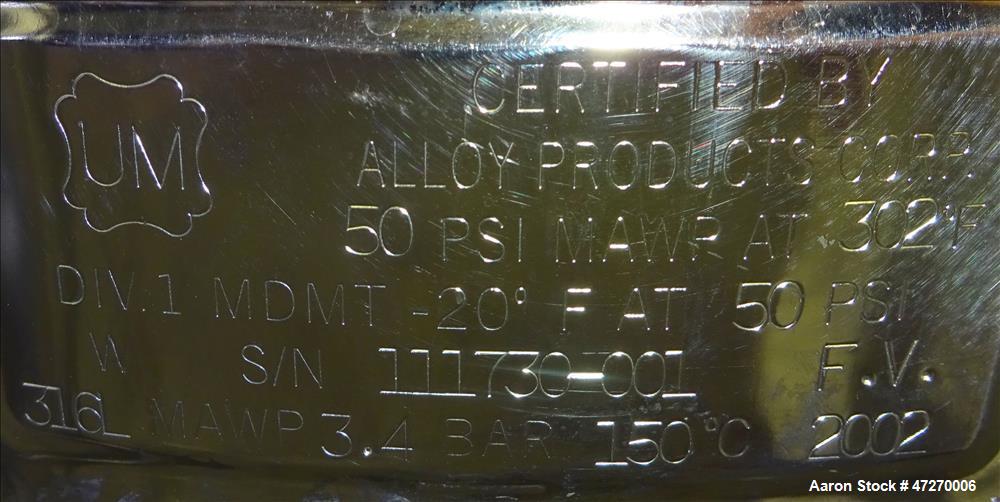 CERTIFIED BY
UM
ALLOY PRODUCTS CORP.
50 PSI MAWP AT 302°F
DIV.1 MDMT -20° F AT 50 PSI
W S/N 111730-001 F.V.
316L MAWP 3.4 BAR 150°C 2002
Aaron Stock # 47270006